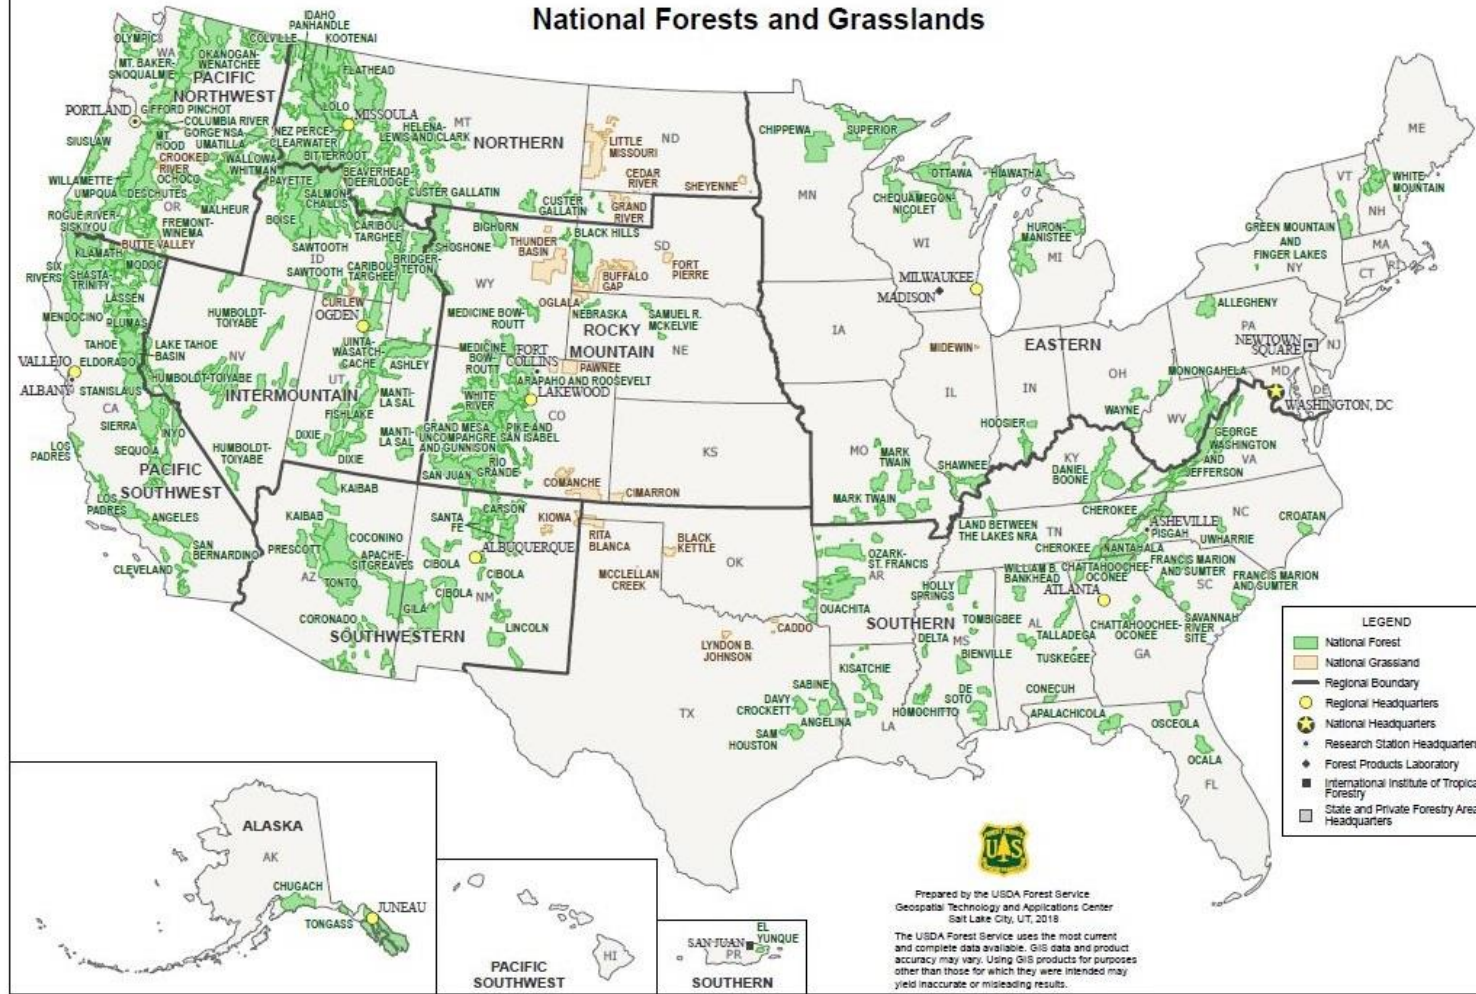 National Forests and Grasslands
IDAHO
PANHANDLE
KOOTENAI
COLVILLE
OLYMPIC
WA
OKANOGAN-
WENATCHEE
MT. BAKER-
SNOQUALMIE
PACIFIC
NORTHWEST
FLATHEAD
LOLO
MISSOULA
PORTLAND
GIFFORD PINCHOT
COLUMBIA RIVER
GORGE NSA
MT.
HOOD
UMATILLA
NEZ PERCE-
CLEARWATER
HELENA-
LEWIS AND CLARK
MT
NORTHERN
SIUSLAW
CROOKED
RIVER
OCHOCO
WALLOWA
WHITMAN
BITTERROOT
BEAVERHEAD
DEERLODGE
WILLAMETTE
UMPQUA
DESCHUTES
OR
MALHEUR
PAYETTE
SALMON
CHALLIS
CUSTER GALLATIN
ROGUE RIVER-
SISKIYOU
FREMONT-
WINEMA
BOISE
CARIBOU-
TARGHEE
SAWTOOTH
ID
SAWTOOTH
CARIBOU-
TARGHEE
BRIDGER-
TETON
SHOSHONE
BIGHORN
CUSTER
GALLATIN
LITTLE
MISSOURI
ND
CEDAR
RIVER
SHEYENNE
GRAND
RIVER
BLACK HILLS
THUNDER
BASIN
SD
FORT
PIERRE
BUFFALO
GAP
WY
OGLALA
MEDICINE BOW-
ROUTT
NEBRASKA
SAMUEL R.
MCKELVIE
ROCKY
MOUNTAIN
NE
MEDICINE
BOW-
ROUTT
FORT
COLLINS
PAWNEE
ARAPAHO AND ROOSEVELT
LAKEWOOD
WHITE
RIVER
CO
GRAND MESA
UNCOMPAHGRE
AND GUNNISON
PIKE AND
SAN ISABEL
RIO
GRANDE
SAN JUAN
COMANCHE
CIMARRON
KS
BUTTE VALLEY
KLAMATH
MODOC
SIX
RIVERS
SHASTA-
TRINITY
LASSEN
MENDOCINO
PLUMAS
TAHOE
LAKE TAHOE
BASIN
VALLEJO
ELDORADO
ALBANY
STANISLAUS
CA
SIERRA
INYO
LOS
PADRES
SEQUOIA
PACIFIC
SOUTHWEST
LOS
PADRES
ANGELES
SAN
BERNARDINO
CLEVELAND
HUMBOLDT-
TOIYABE
NV
HUMBOLDT-TOIYABE
HUMBOLDT-
TOIYABE
INTERMOUNTAIN
CURLEW
OGDEN
UINTA-
WASATCH-
CACHE
ASHLEY
UT
MANTI-
LA SAL
FISHLAKE
MANTI-
LA SAL
DIXIE
DIXIE
KAIBAB
KAIBAB
COCONINO
PRESCOTT
APACHE-
SITGREAVES
AZ
TONTO
CORONADO
SOUTHWESTERN
SANTA
FE
CARSON
KIOWA
ALBUQUERQUE
CIBOLA
CIBOLA
CIBOLA
NM
GILA
LINCOLN
RITA
BLANCA
BLACK
KETTLE
MCCLELLAN
CREEK
OK
LYNDON B.
JOHNSON
CADDO
TX
SABINE
DAVY
CROCKETT
ANGELINA
SAM
HOUSTON
KISATCHIE
LA
CHIPPEWA
SUPERIOR
MN
OTTAWA
HIAWATHA
CHEQUAMEGON-
NICOLET
WI
HURON-
MANISTEE
MI
MILWAUKEE
MADISON
IA
MIDEWIN
EASTERN
IL
IN
OH
HOOSIER
WAYNE
MO
MARK
TWAIN
MARK TWAIN
SHAWNEE
KY
DANIEL
BOONE
ME
VT
WHITE
MOUNTAIN
NH
GREEN MOUNTAIN
AND
FINGER LAKES
NY
MA
CT
RI
ALLEGHENY
PA
NEWTOWN
SQUARE
NJ
MONONGAHELA
MD
DE
WASHINGTON, DC
WV
GEORGE
WASHINGTON
AND
JEFFERSON
VA
LAND BETWEEN
THE LAKES NRA
TN
CHEROKEE
CHEROKEE
ASHEVILLE
PISGAH
NANTAHALA
UWHARRIE
NC
CROATAN
OZARK-
ST. FRANCIS
AR
OUACHITA
SOUTHERN
HOLLY
SPRINGS
DELTA
MS
TOMBIGBEE
BIENVILLE
DE
SOTO
HOMOCHITTO
WILLIAM B.
BANKHEAD
CHATTAHOOCHEE-
OCONEE
ATLANTA
AL
TALLADEGA
TUSKEGEE
CONECUH
CHATTAHOOCHEE-
OCONEE
GA
FRANCIS MARION
AND SUMTER
SC
FRANCIS MARION
AND SUMTER
SAVANNAH
RIVER
SITE
APALACHICOLA
OSCEOLA
OCALA
FL
LEGEND
National Forest
National Grassland
Regional Boundary
Regional Headquarters
National Headquarters
Research Station Headquarters
Forest Products Laboratory
International Institute of Tropica
Forestry
State and Private Forestry Area
Headquarters
ALASKA
AK
CHUGACH
TONGASS
JUNEAU
PACIFIC
SOUTHWEST
HI
SAN JUAN
EL
YUNQUE
PR
SOUTHERN
FOREST SERVICE
U S
Prepared by the USDA Forest Service
Geospatial Technology and Applications Center
Salt Lake City, UT, 2018
The USDA Forest Service uses the most current
and complete data available. GIS data and product
accuracy may vary. Using GIS products for purposes
other than those for which they were intended may
yield inaccurate or misleading results.